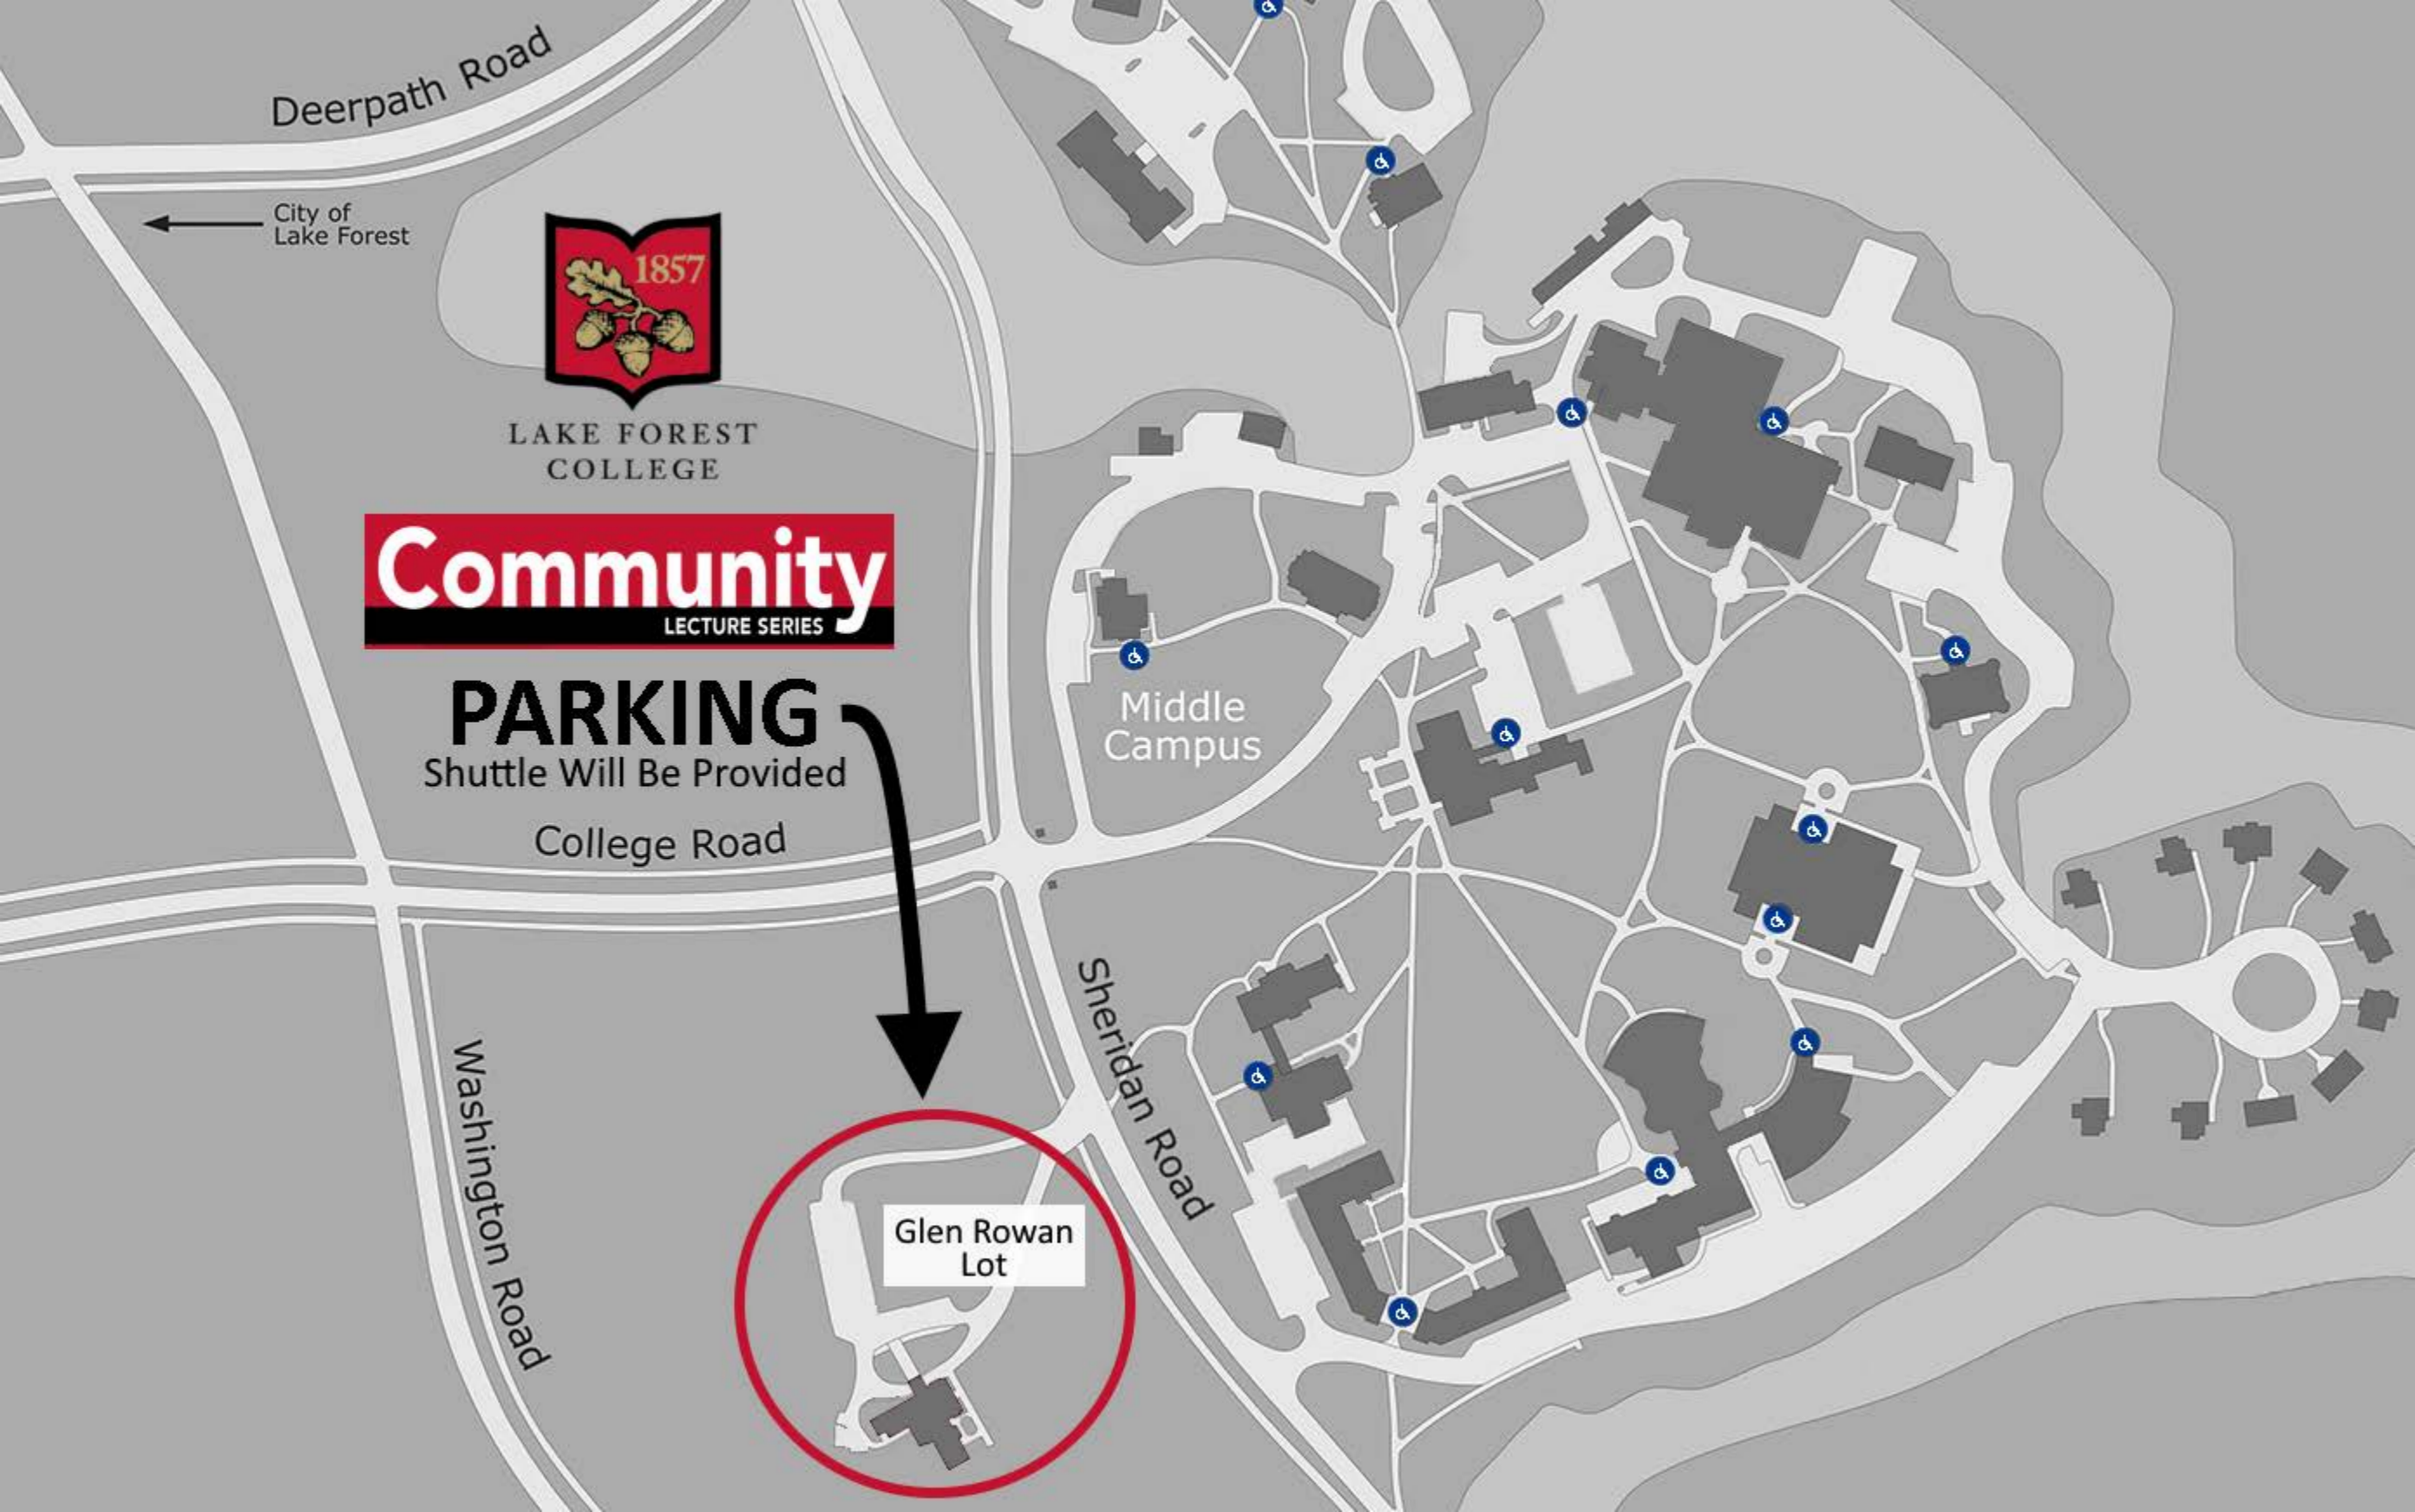 Deerpath Road
City of
Lake Forest
1857
LAKE FOREST
COLLEGE
Community
LECTURE SERIES
PARKING
Shuttle Will Be Provided
College Road
Middle
Campus
Sheridan Road
Washington Road
Glen Rowan
Lot